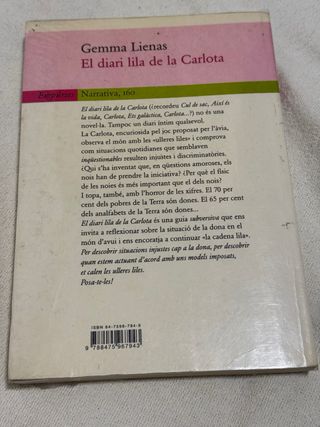 Gemma Lienas
El diari lila de la Carlota
Empúries
Narrativa, 160
El diari lila de la Carlota (¿recordeu Cul de sac, Així és
la vida, Carlota, Ets galàctica, Carlota...?) no és una
novel·la. Tampoc un diari íntim qualsevol.
La Carlota, encuriosida pel joc proposat per l'àvia,
observa el món amb les «ulleres lila» i comprova
com situacions quotidianes que semblaven
inqüestionables resulten injustes i discriminatòries.
¿Qui s'ha inventat que, en qüestions amoroses, els
nois han de prendre la iniciativa? ¿Per què el físic
de les noies és més important que el dels nois?
I topa, també, amb l'horror de les xifres. El 70 per
cent dels pobres de la Terra són dones. El 65 per cent
dels analfabets de la Terra són dones...
El diari lila de la Carlota és una guia subversiva que ens
invita a reflexionar sobre la situació de la dona en el
món d'avui i ens encoratja a continuar «la cadena lila».
Per descobrir situacions injustes cap a la dona, per descobrir
quan estem actuant d'acord amb uns models imposats,
et calen les ulleres liles.
Posa-te-les!
ISBN 84-7596-794-8
9 788475 967943